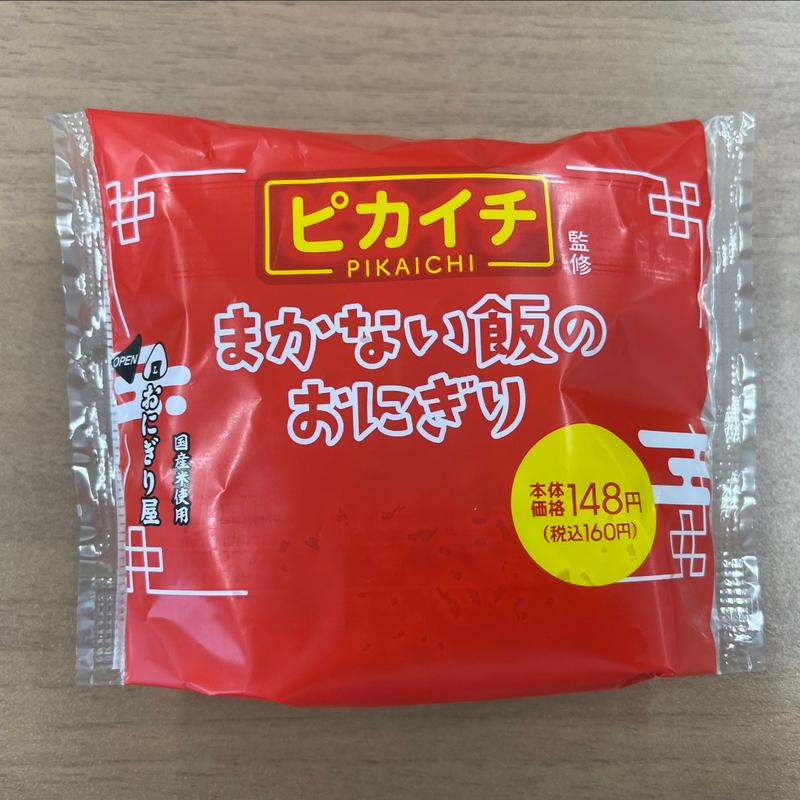 ピカイチ
PIKAICHI
監修
まかない飯の
おにぎり
OPEN
L
おにぎり屋
国産米使用
本体
価格148円
(税込160円)